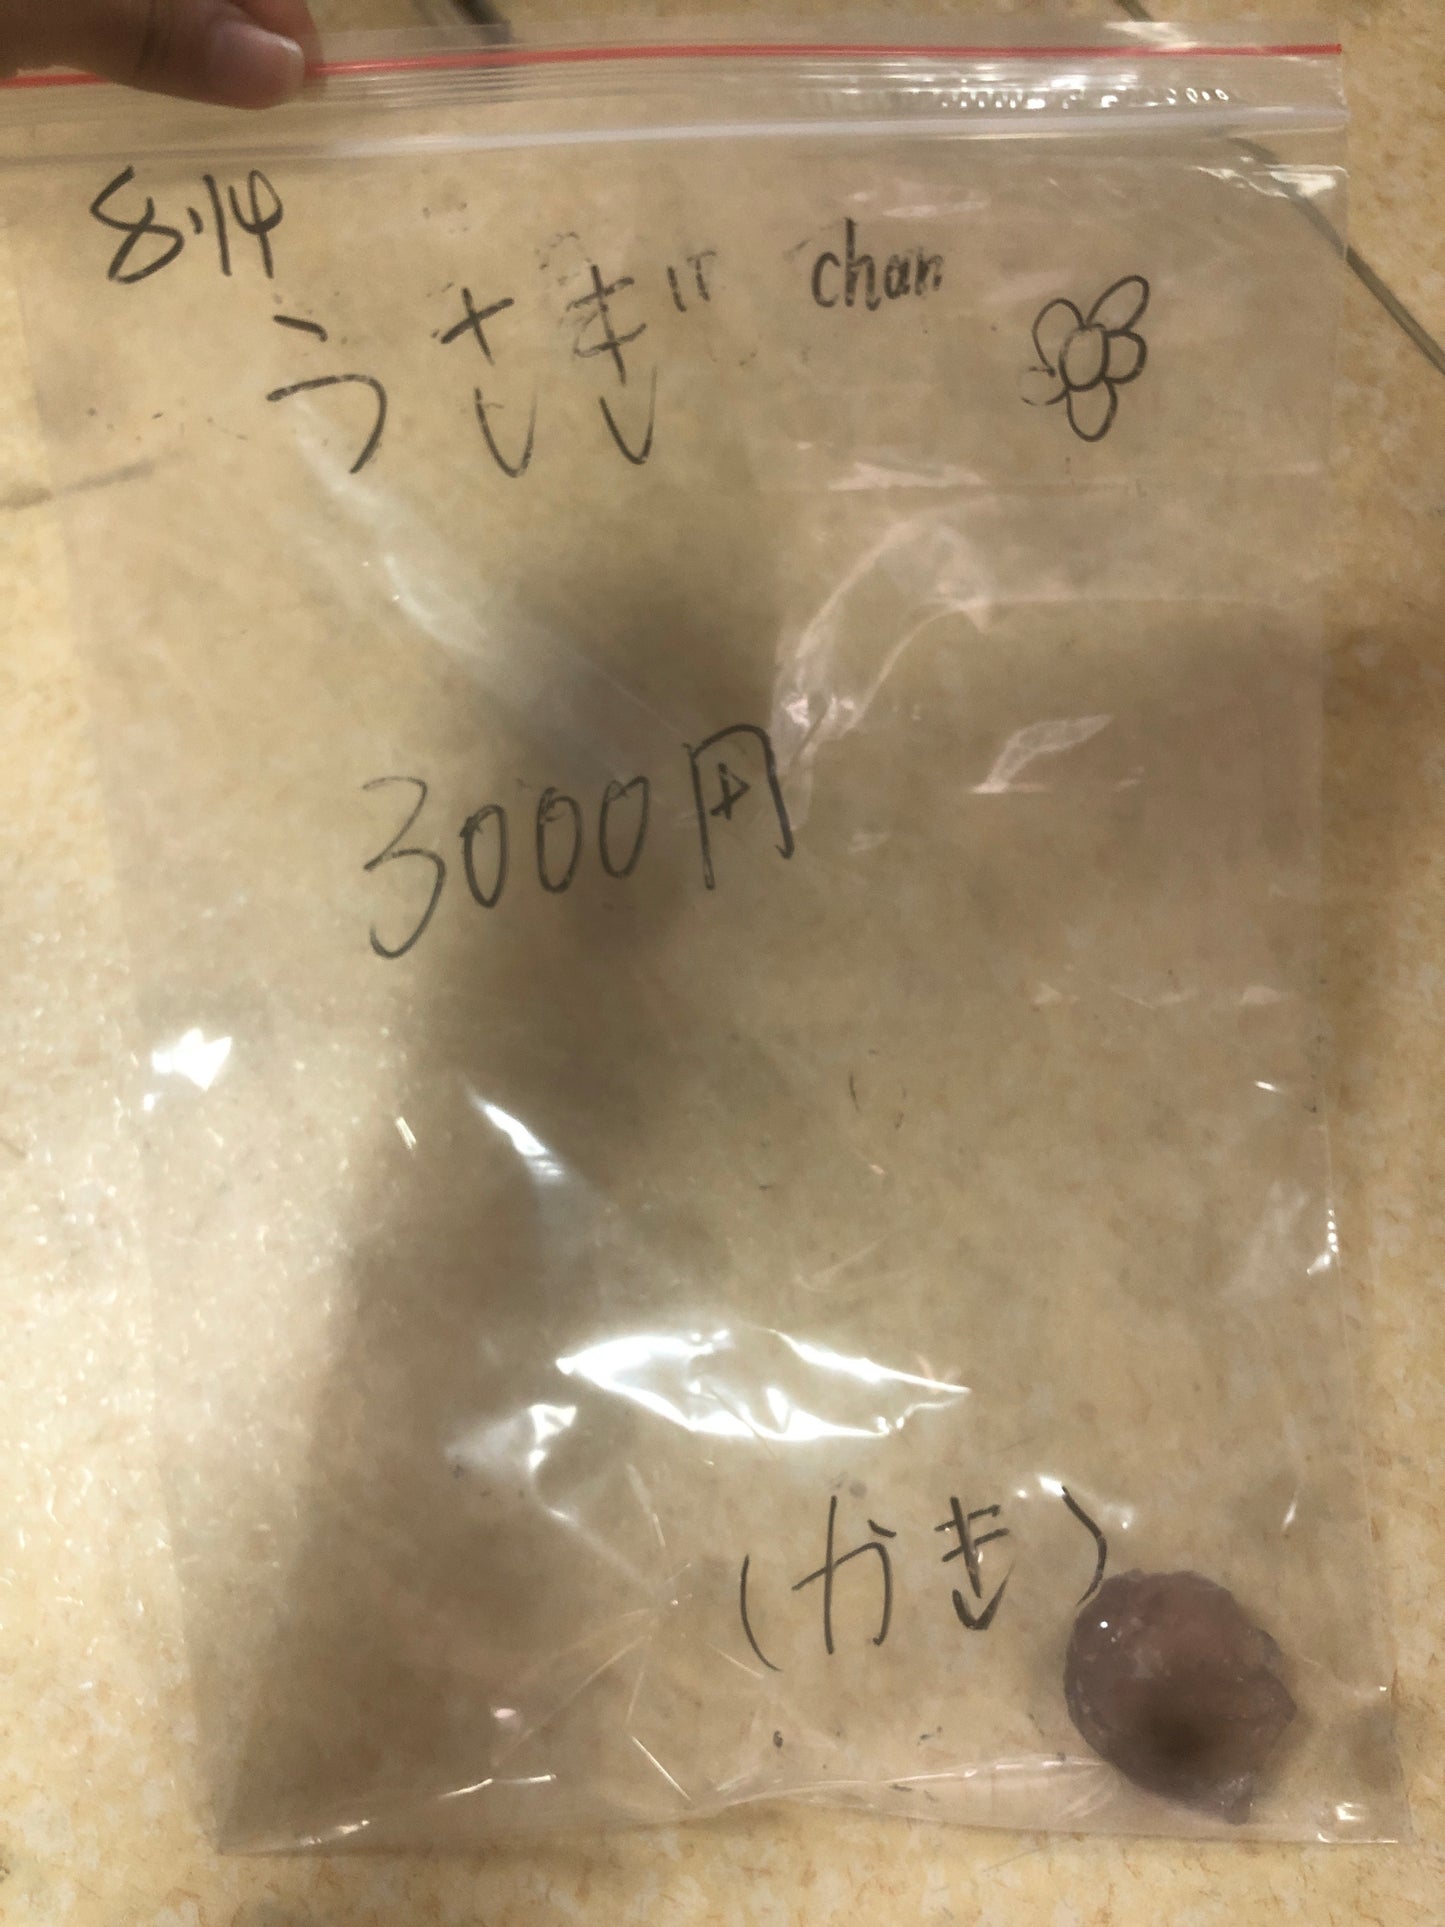 8.14
うさぎ chan
3000円
(かき)